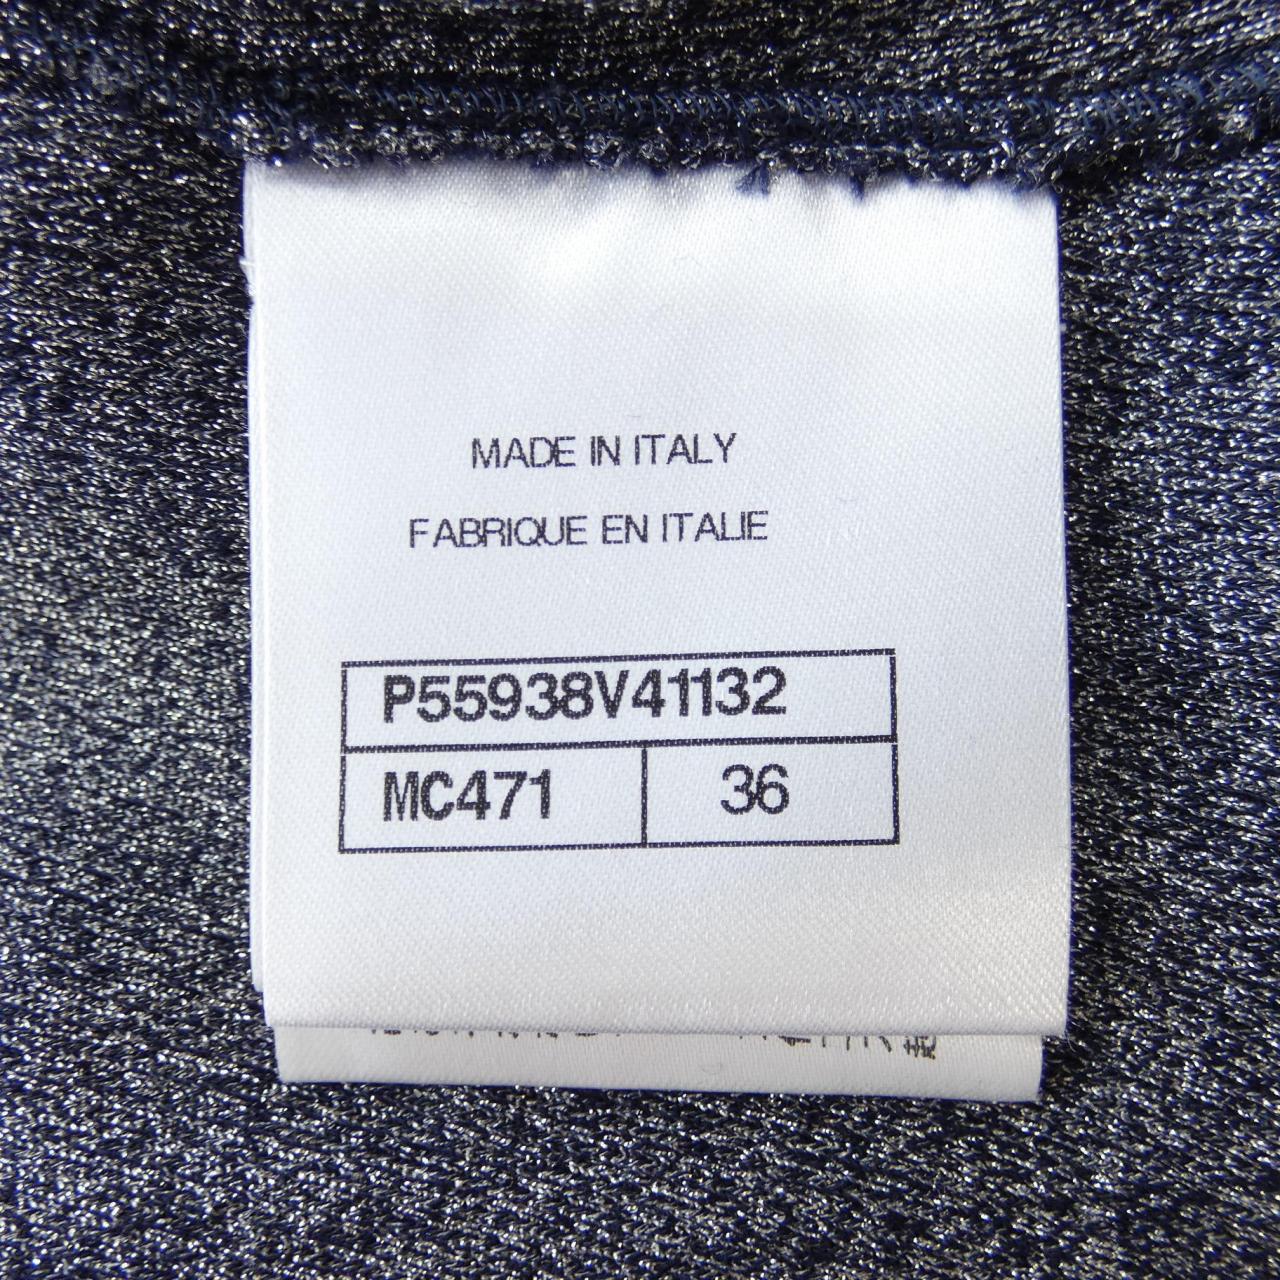 MADE IN ITALY
FABRIQUE EN ITALIE
P55938V41132
MC471 36